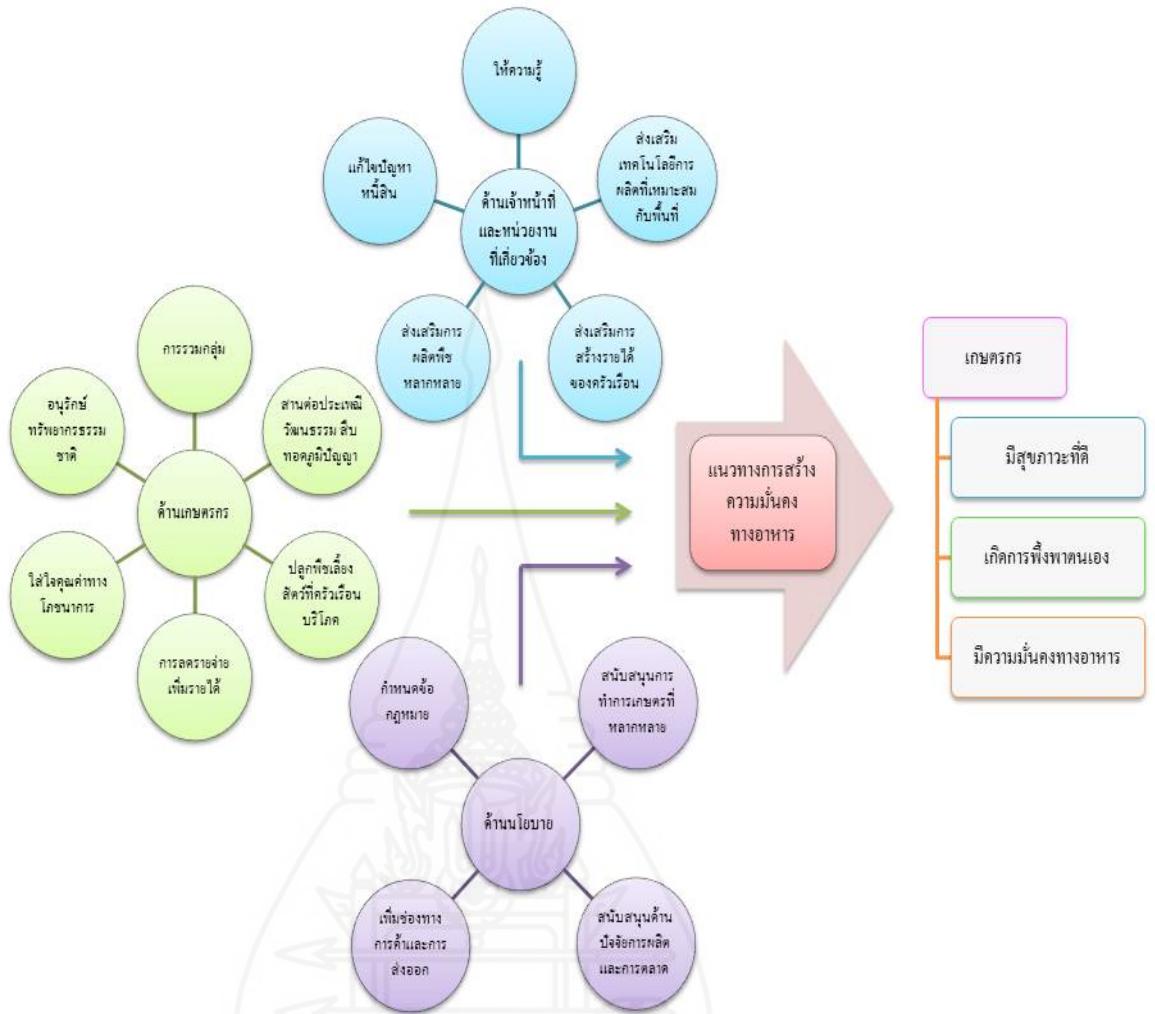 ให้ความรู้
แก้ไขปัญหา
หนี้สิน
ส่งเสริม
เทคโนโลยีการ
ผลิตที่เหมาะสม
กับพื้นที่
ด้านเจ้าหน้าที่
และหน่วยงาน
ที่เกี่ยวข้อง
ส่งเสริมการ
ผลิตพืช
หลากหลาย
ส่งเสริมการ
สร้างรายได้
ของครัวเรือน
การรวมกลุ่ม
อนุรักษ์
ทรัพยากรธรรม
ชาติ
สานต่อประเพณี
วัฒนธรรม สืบ
ทอดภูมิปัญญา
ด้านเกษตรกร
ใส่ใจคุณค่าทาง
โภชนาการ
ปลูกพืชเลี้ยง
สัตว์ที่ครัวเรือน
บริโภค
การลดรายจ่าย
เพิ่มรายได้
กำหนดข้อ
กฎหมาย
สนับสนุนการ
ทำการเกษตรที่
หลากหลาย
ด้านนโยบาย
เพิ่มช่องทาง
การค้าและการ
ส่งออก
สนับสนุนด้าน
ปัจจัยการผลิต
และการตลาด
แนวทางการสร้าง
ความมั่นคง
ทางอาหาร
เกษตรกร
มีสุขภาวะที่ดี
เกิดการพึ่งพาตนเอง
มีความมั่นคงทางอาหาร